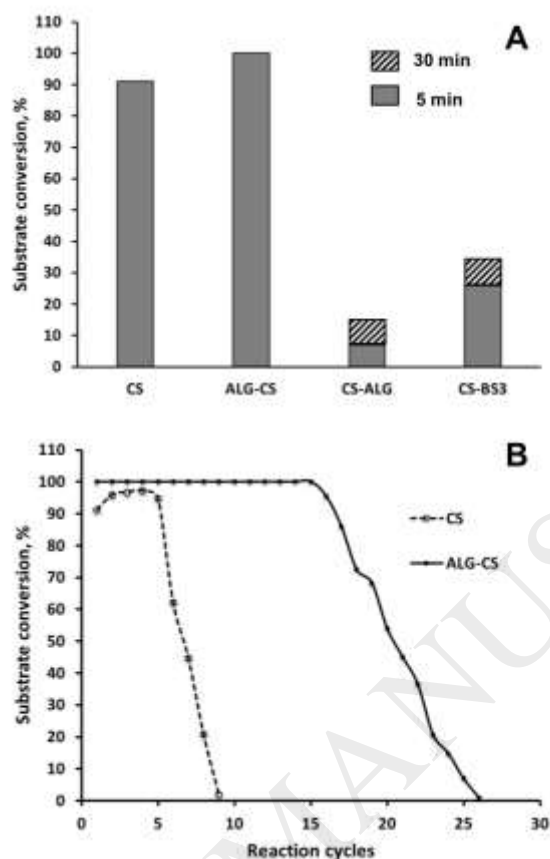 A
Substrate conversion, %
110
100
90
80
70
60
50
40
30
20
10
0
30 min
5 min
CS ALG-CS CS-ALG CS-BS3
B
Substrate conversion, %
110
100
90
80
70
60
50
40
30
20
10
0
CS
ALG-CS
0 5 10 15 20 25 30
Reaction cycles
MANUS